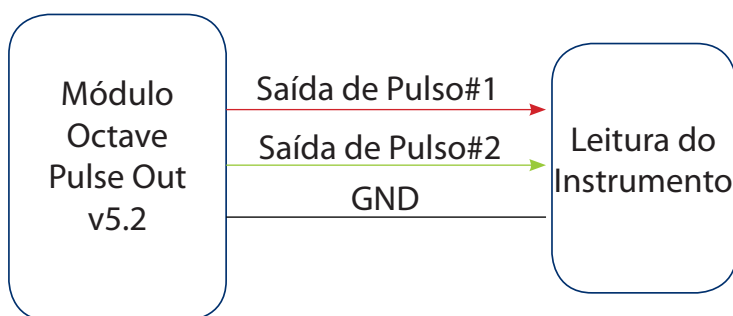 Módulo
Octave
Pulse Out
v5.2
Saída de Pulso#1
Saída de Pulso#2
GND
Leitura do
Instrumento